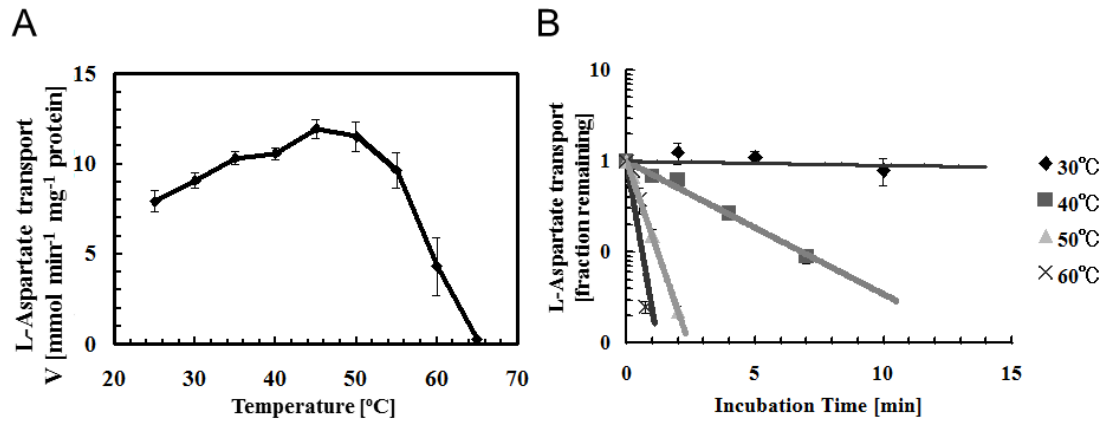 A
B
L-Aspartate transport
V [mmol min⁻¹ mg⁻¹ protein]
15
10
5
0
20 30 40 50 60 70
Temperature [ºC]
L-Aspartate transport
[fraction remaining]
10
1
0
0
0 5 10 15
Incubation Time [min]
30℃
40℃
50℃
60℃